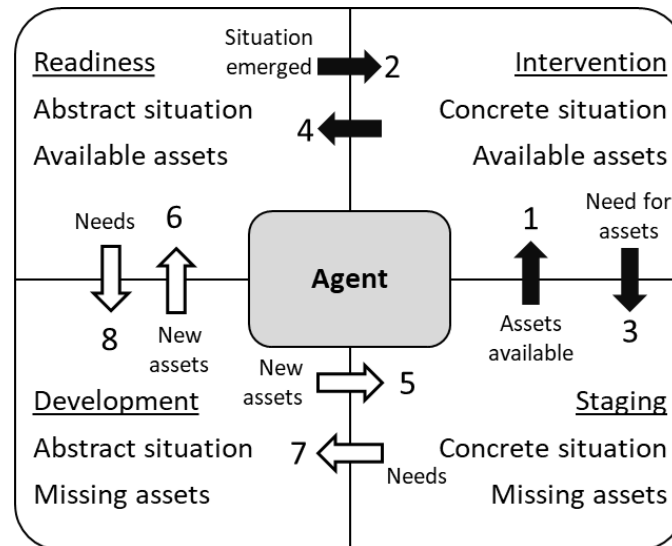 Readiness
Abstract situation
Available assets
Situation
emerged
2
4
Intervention
Concrete situation
Available assets
Needs
6
8
New
assets
Agent
1
Need for
assets
Assets
available
3
Development
Abstract situation
Missing assets
New
assets
5
7
Needs
Staging
Concrete situation
Missing assets